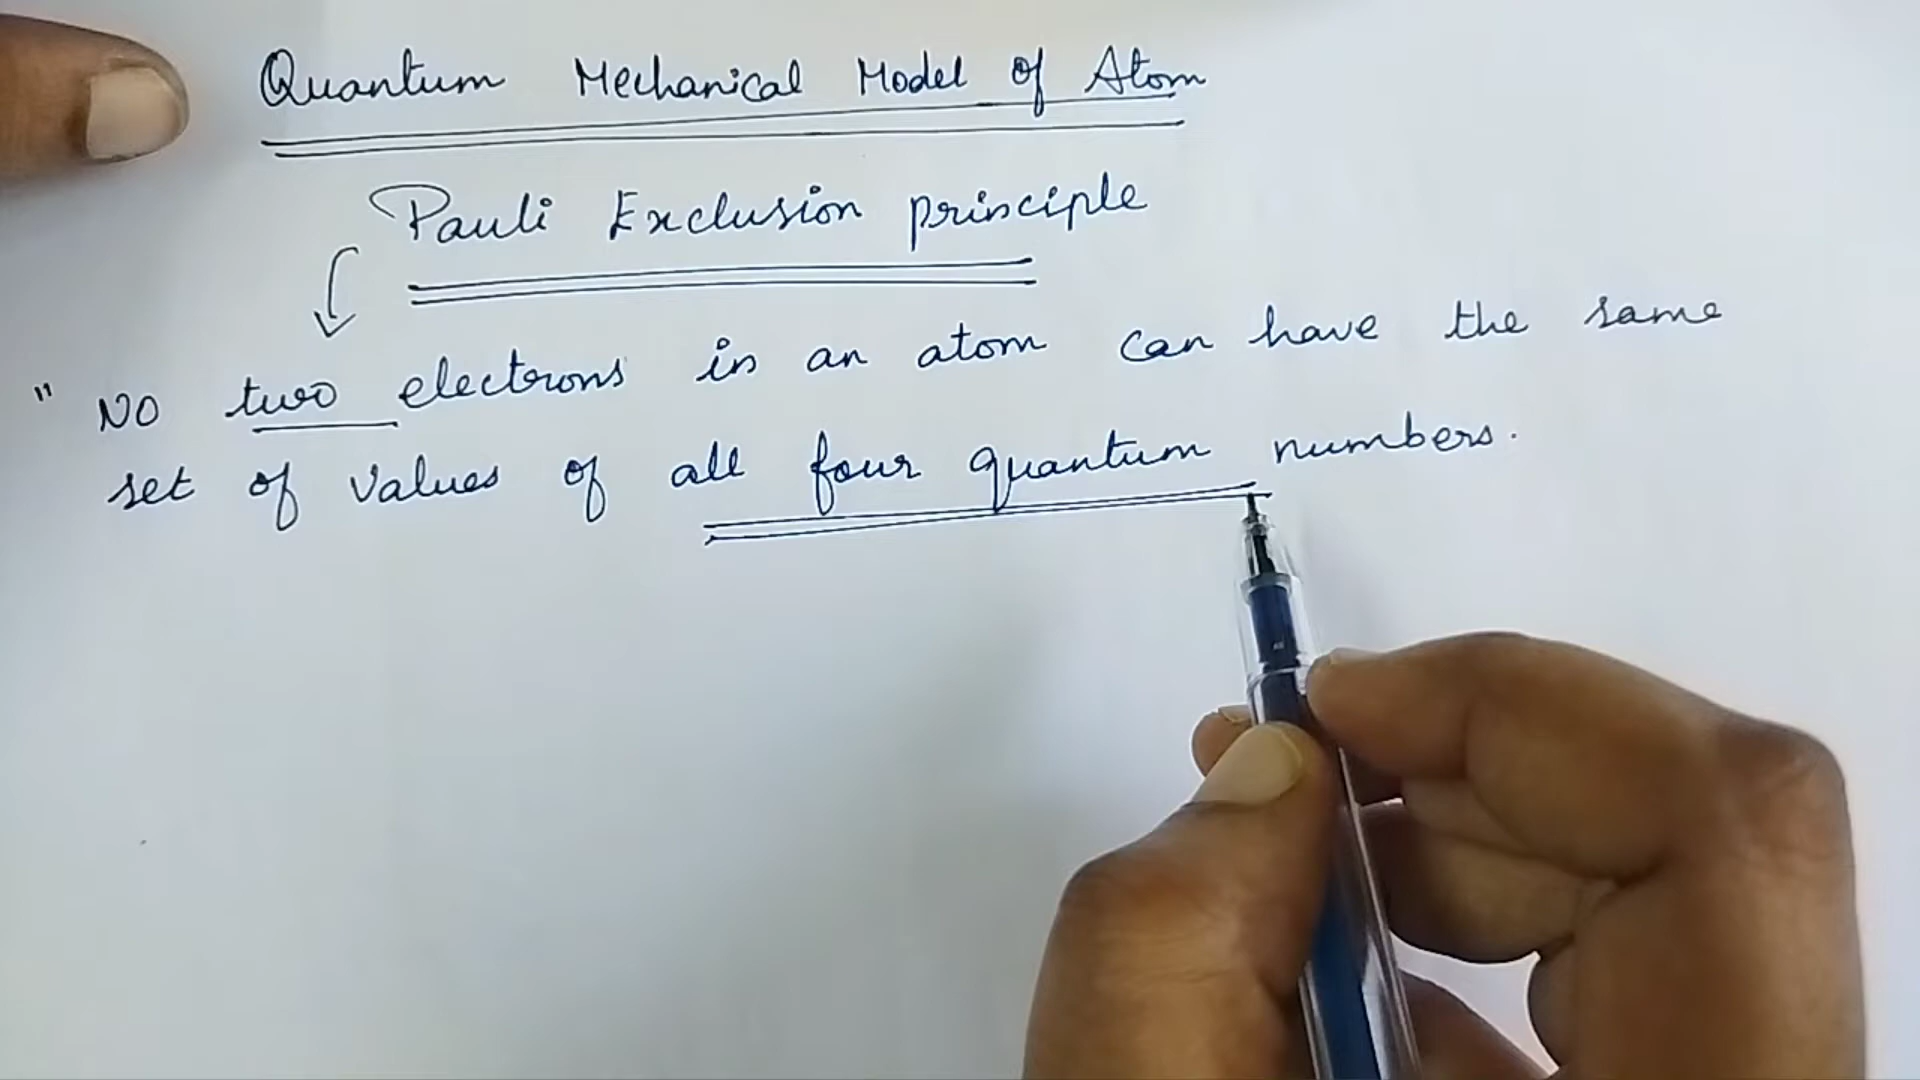 Quantum Mechanical Model of Atom
Pauli Exclusion principle
" No two electrons in an atom can have the same
set of values of all four quantum numbers.